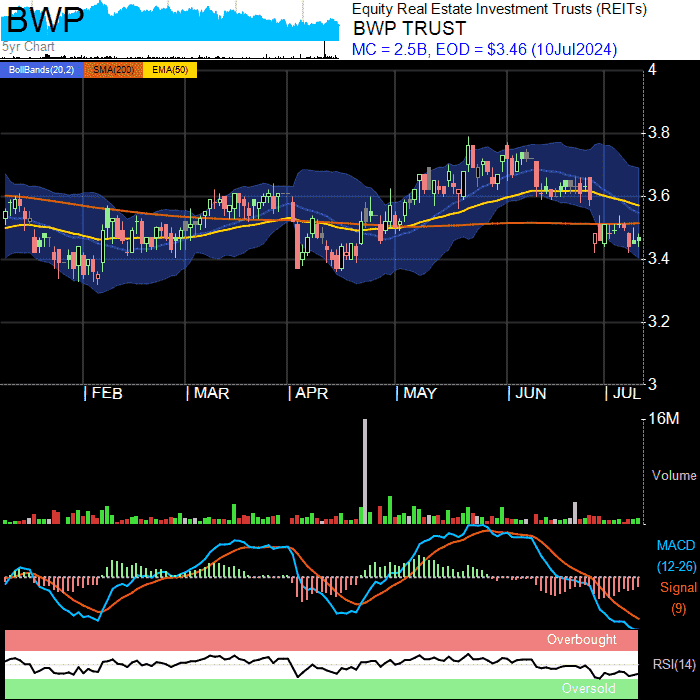 BWP
5yr Chart
Equity Real Estate Investment Trusts (REITs)
BWP TRUST
MC = 2.5B, EOD = $3.46 (10Jul2024)
BollBands(20,2) SMA(200) EMA(50)
4
3.8
3.6
3.4
3.2
3
FEB MAR APR MAY JUN JUL
16M
Volume
MACD
(12-26)
Signal
(9)
Overbought
RSI(14)
Oversold